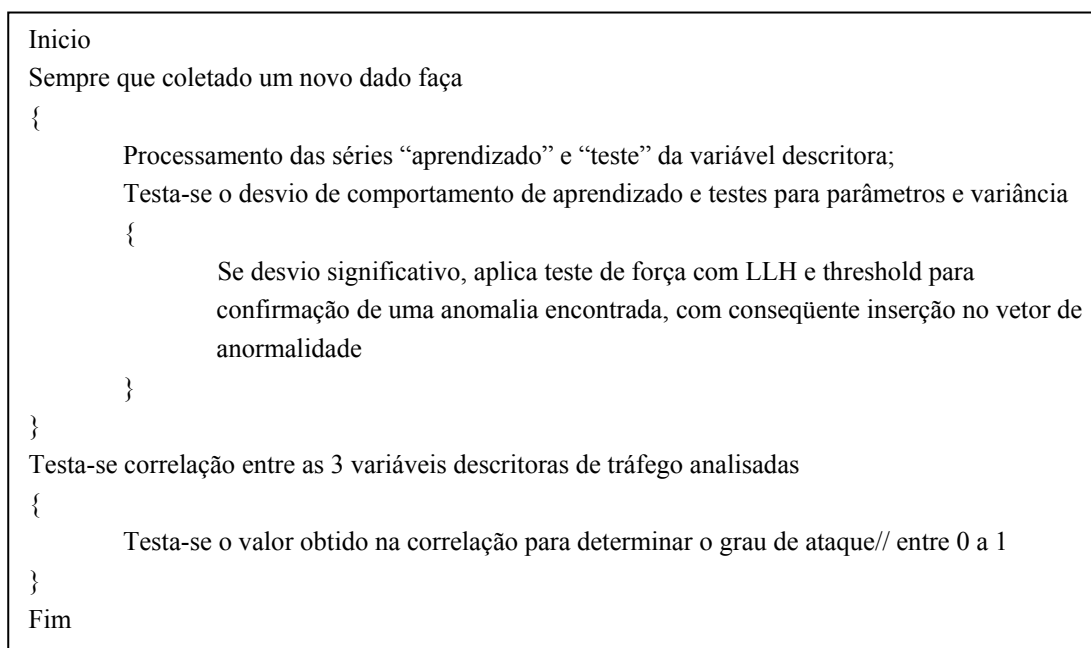 Inicio
Sempre que coletado um novo dado faça
{
Processamento das séries “aprendizado” e “teste” da variável descritora;
Testa-se o desvio de comportamento de aprendizado e testes para parâmetros e variância
{
Se desvio significativo, aplica teste de força com LLH e threshold para
confirmação de uma anomalia encontrada, com conseqüente inserção no vetor de
anormalidade
}
}
Testa-se correlação entre as 3 variáveis descritoras de tráfego analisadas
{
Testa-se o valor obtido na correlação para determinar o grau de ataque// entre 0 a 1
}
Fim